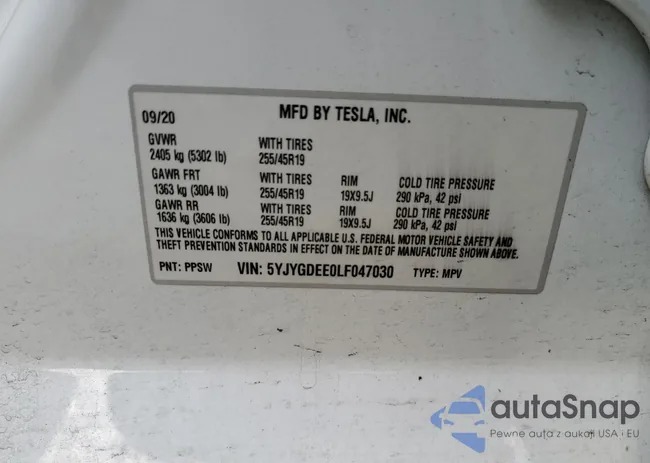 09/20 MFD BY TESLA, INC.
GVWR WITH TIRES
2405 kg (5302 lb) 255/45R19
GAWR FRT WITH TIRES RIM COLD TIRE PRESSURE
1363 kg (3004 lb) 255/45R19 19X9.5J 290 kPa, 42 psi
GAWR RR WITH TIRES RIM COLD TIRE PRESSURE
1636 kg (3606 lb) 255/45R19 19X9.5J 290 kPa, 42 psi
THIS VEHICLE CONFORMS TO ALL APPLICABLE U.S. FEDERAL MOTOR VEHICLE SAFETY AND
THEFT PREVENTION STANDARDS IN EFFECT ON THE DATE OF MANUFACTURE SHOWN ABOVE.
PNT: PPSW VIN: 5YJYGDEE0LF047030 TYPE: MPV
autaSnap
Pewne auta z aukcji USA i EU